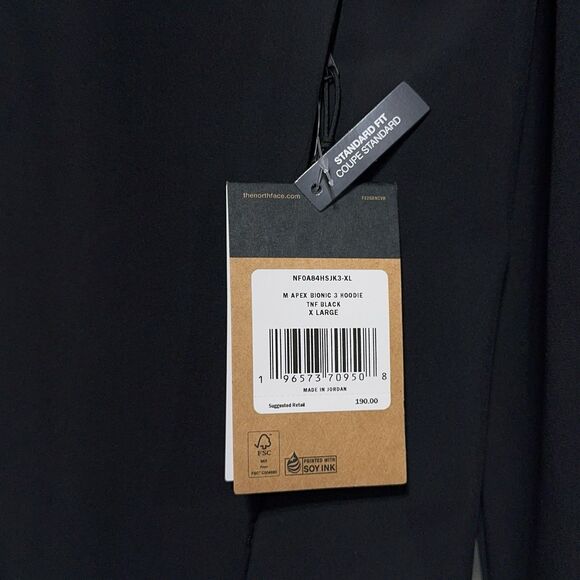 STANDARD FIT
COUPE STANDARD
thenorthface.com
NF0A84HSJK3-XL
M APEX BIONIC 3 HOODIE
TNF BLACK
X LARGE
1 96573 70950 8
MADE IN JORDAN
Suggested Retail 190.00
FSC
MIX
PRINTED WITH
SOY INK